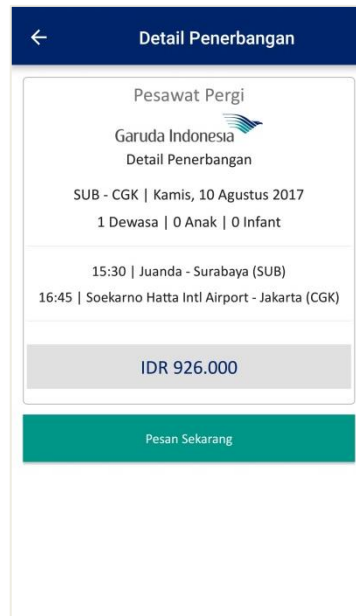 Detail Penerbangan
Pesawat Pergi
Garuda Indonesia
Detail Penerbangan
SUB - CGK | Kamis, 10 Agustus 2017
1 Dewasa | 0 Anak | 0 Infant
15:30 | Juanda - Surabaya (SUB)
16:45 | Soekarno Hatta Intl Airport - Jakarta (CGK)
IDR 926.000
Pesan Sekarang